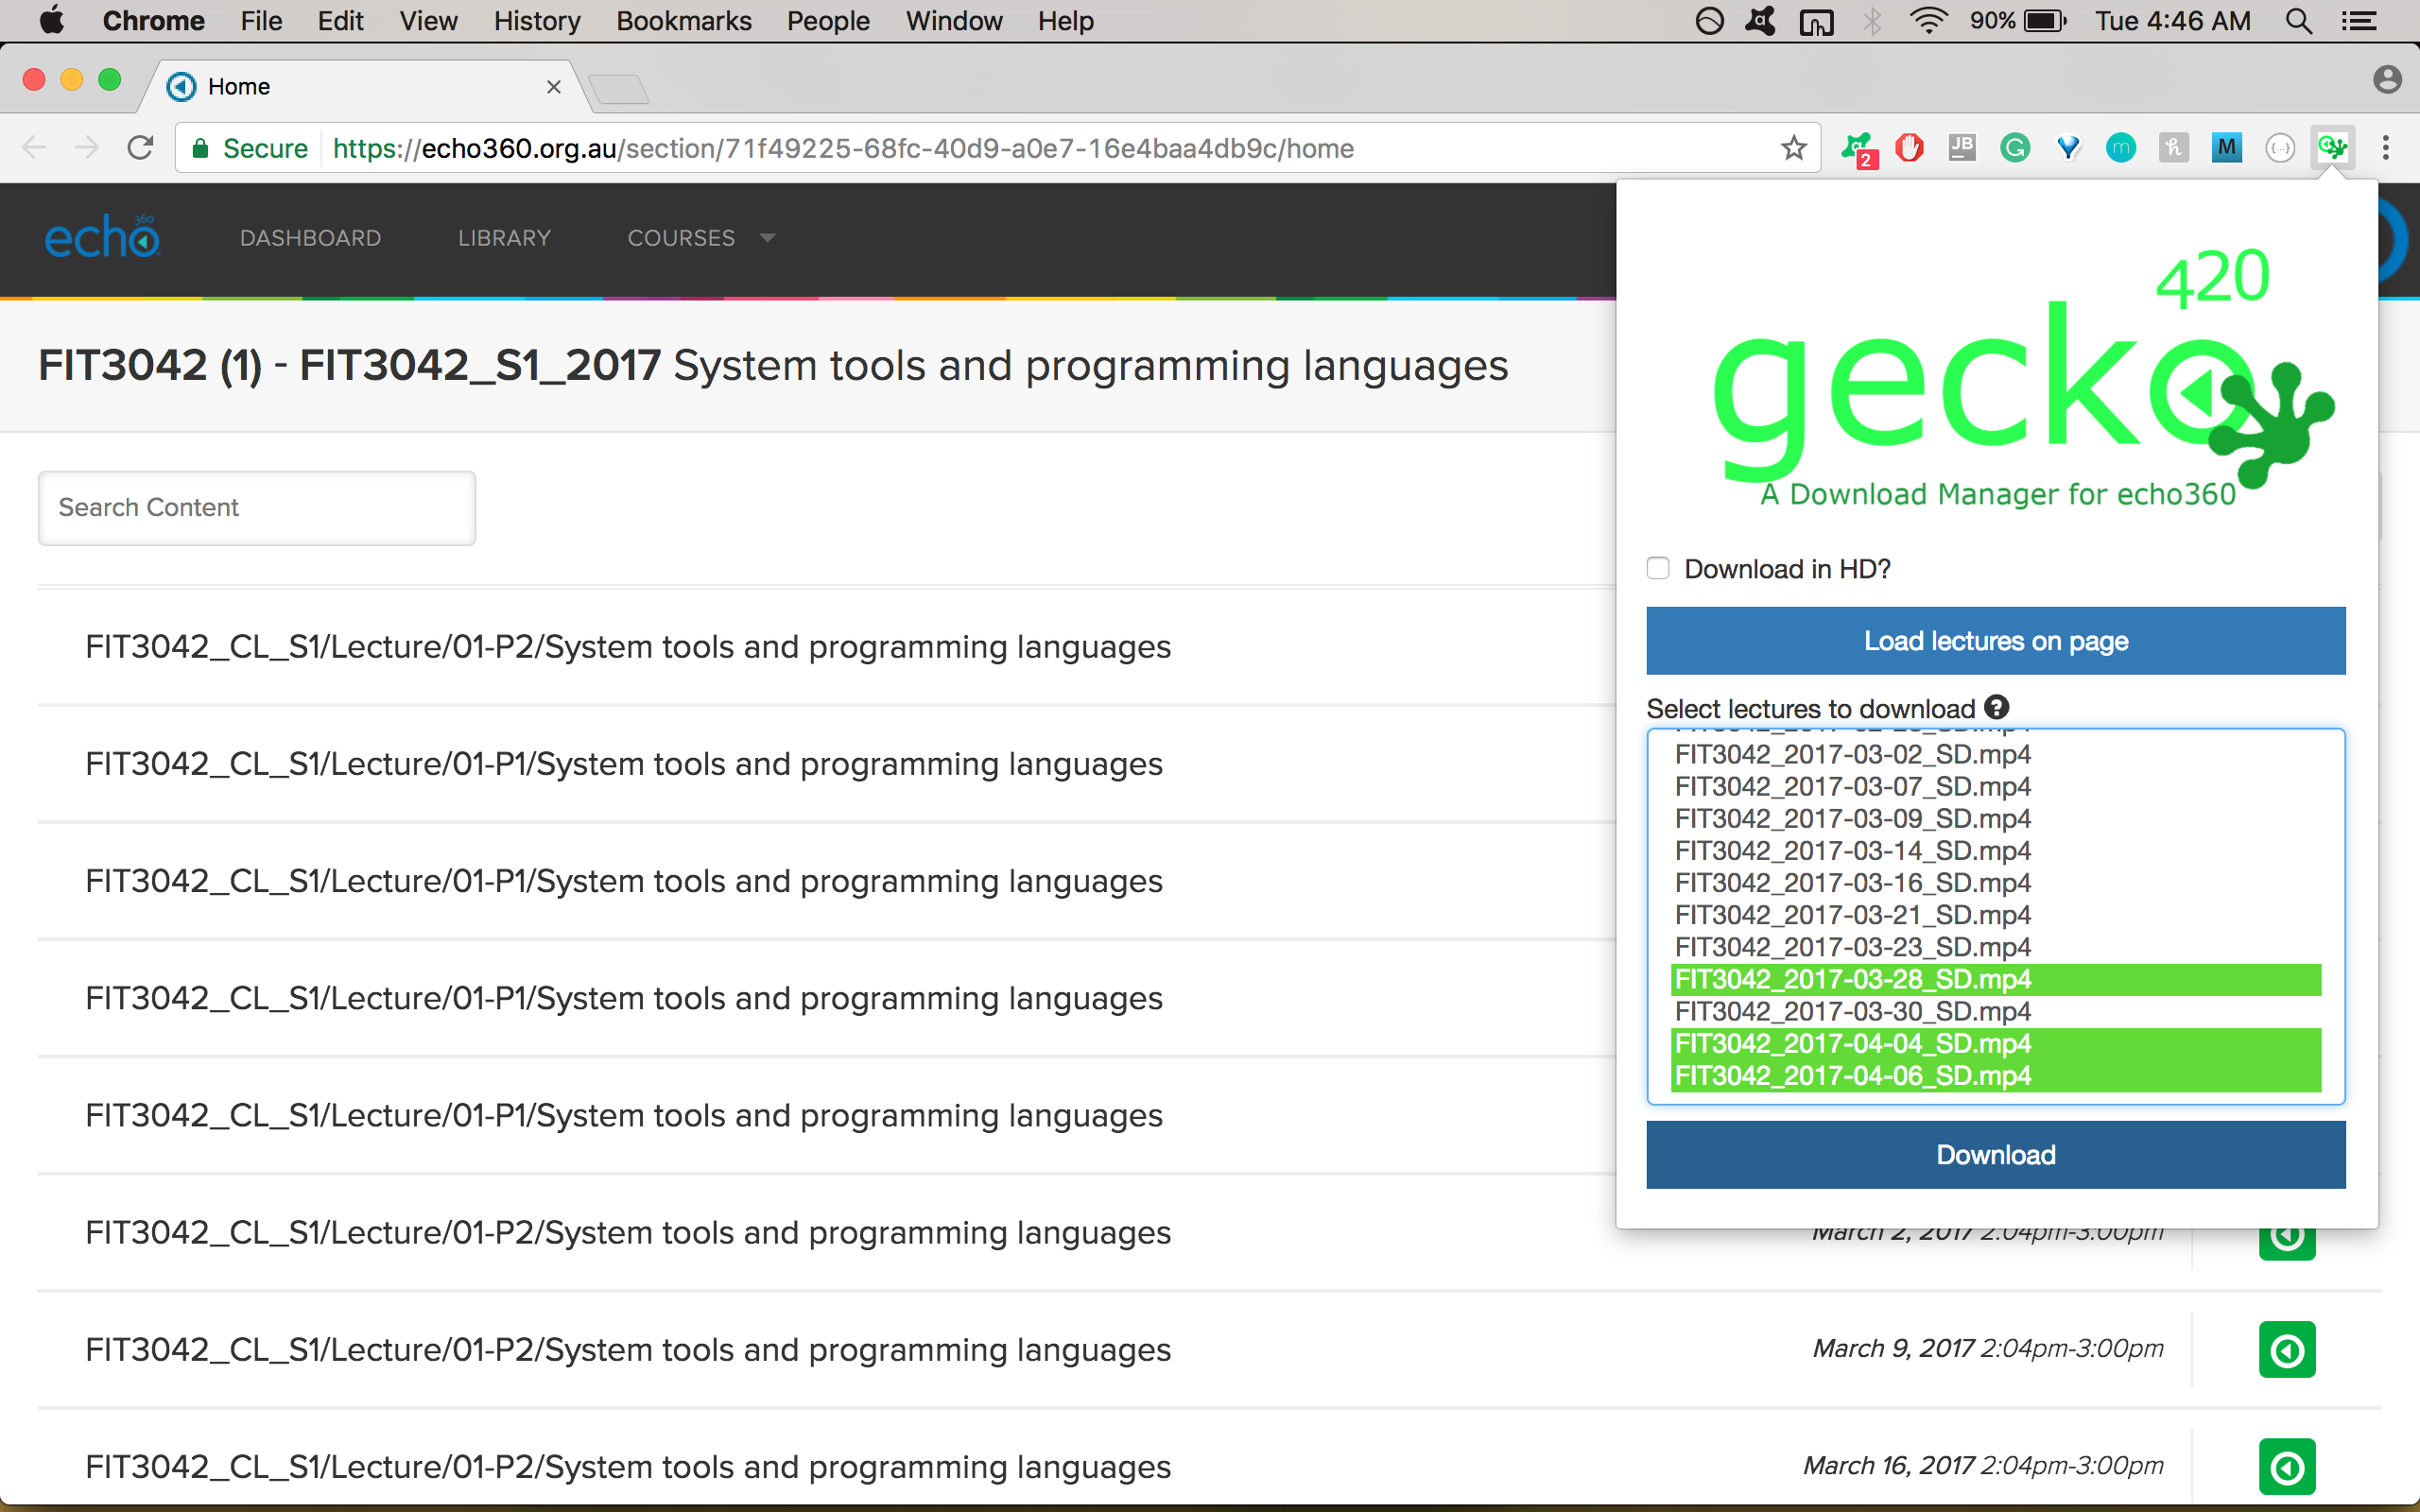 Chrome File Edit View History Bookmarks People Window Help 90% Tue 4:46 AM
Home
Secure https://echo360.org.au/section/71f49225-68fc-40d9-a0e7-16e4baa4db9c/home 2 JB G m h M {...}
echo 360 DASHBOARD LIBRARY COURSES
FIT3042 (1) - FIT3042_S1_2017 System tools and programming languages
Search Content
FIT3042_CL_S1/Lecture/01-P2/System tools and programming languages
FIT3042_CL_S1/Lecture/01-P1/System tools and programming languages
FIT3042_CL_S1/Lecture/01-P1/System tools and programming languages
FIT3042_CL_S1/Lecture/01-P1/System tools and programming languages
FIT3042_CL_S1/Lecture/01-P1/System tools and programming languages
FIT3042_CL_S1/Lecture/01-P2/System tools and programming languages March 2, 2017 2:04pm-3:00pm
FIT3042_CL_S1/Lecture/01-P2/System tools and programming languages March 9, 2017 2:04pm-3:00pm
FIT3042_CL_S1/Lecture/01-P2/System tools and programming languages March 16, 2017 2:04pm-3:00pm
420
gecko
A Download Manager for echo360
Download in HD?
Load lectures on page
Select lectures to download ?
FIT3042_2017-03-02_SD.mp4
FIT3042_2017-03-07_SD.mp4
FIT3042_2017-03-09_SD.mp4
FIT3042_2017-03-14_SD.mp4
FIT3042_2017-03-16_SD.mp4
FIT3042_2017-03-21_SD.mp4
FIT3042_2017-03-23_SD.mp4
FIT3042_2017-03-28_SD.mp4
FIT3042_2017-03-30_SD.mp4
FIT3042_2017-04-04_SD.mp4
FIT3042_2017-04-06_SD.mp4
Download